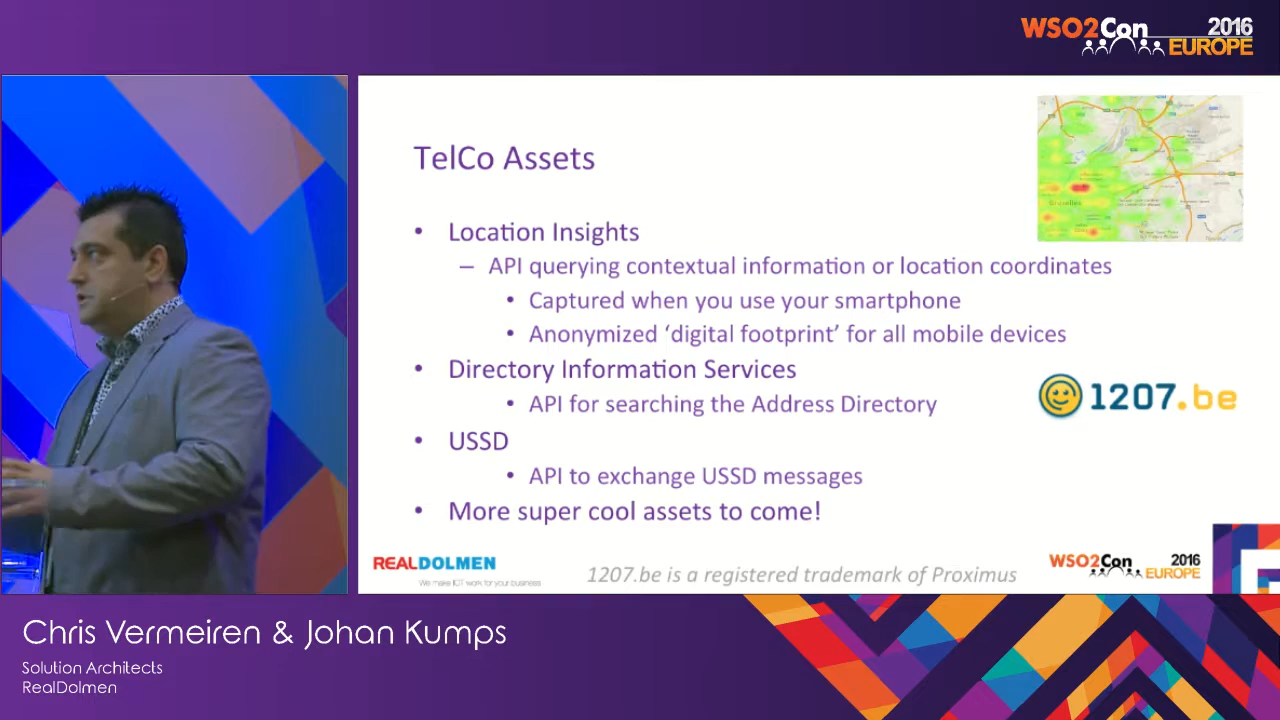 WSO2Con 2016
EUROPE
TelCo Assets
• Location Insights
– API querying contextual information or location coordinates
• Captured when you use your smartphone
• Anonymized ‘digital footprint’ for all mobile devices
• Directory Information Services
• API for searching the Address Directory
1207.be
• USSD
• API to exchange USSD messages
• More super cool assets to come!
REALDOLMEN
We make ICT work for your business
1207.be is a registered trademark of Proximus
WSO2Con 2016
EUROPE
Chris Vermeiren & Johan Kumps
Solution Architects
RealDolmen